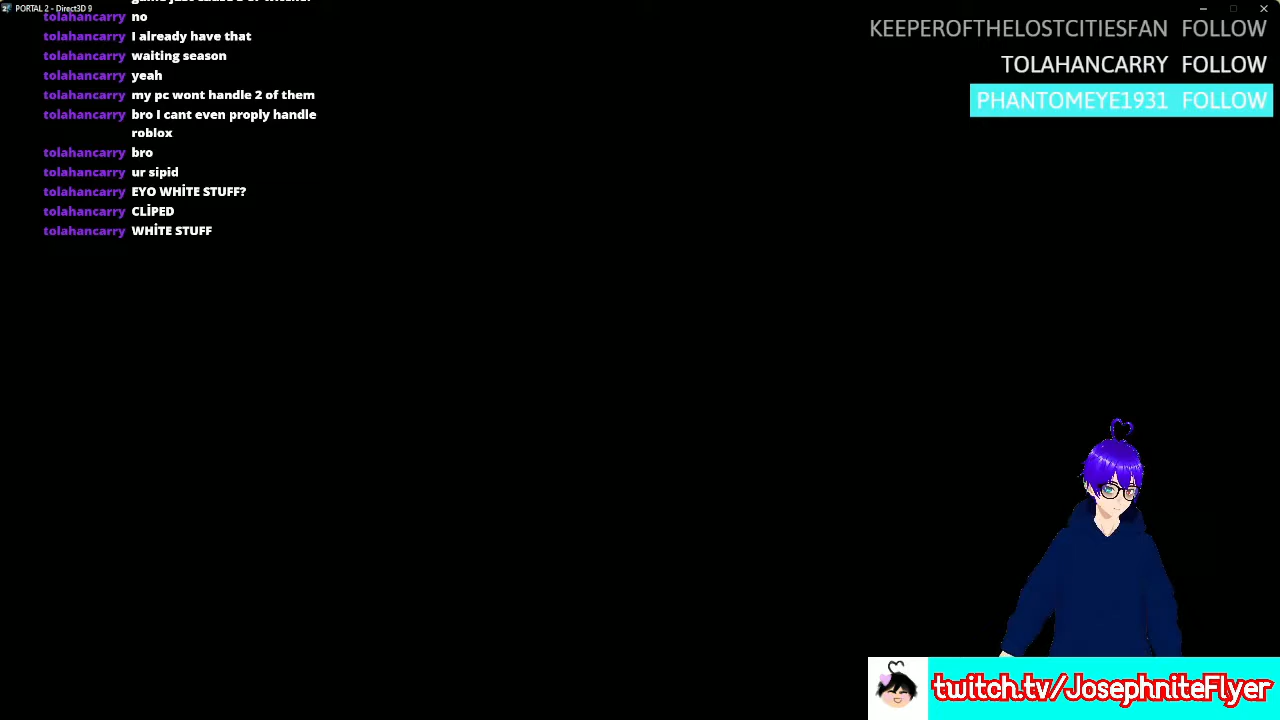 PORTAL 2 - Direct3D 9
tolahancarry no
tolahancarry I already have that
tolahancarry waiting season
tolahancarry yeah
tolahancarry my pc wont handle 2 of them
tolahancarry bro I cant even proply handle
roblox
tolahancarry bro
tolahancarry ur sipid
tolahancarry EYO WHİTE STUFF?
tolahancarry CLİPED
tolahancarry WHİTE STUFF
KEEPEROFTHELOSTCITIESFAN FOLLOW
TOLAHANCARRY FOLLOW
PHANTOMEYE1931 FOLLOW
twitch.tv/JosephniteFlyer